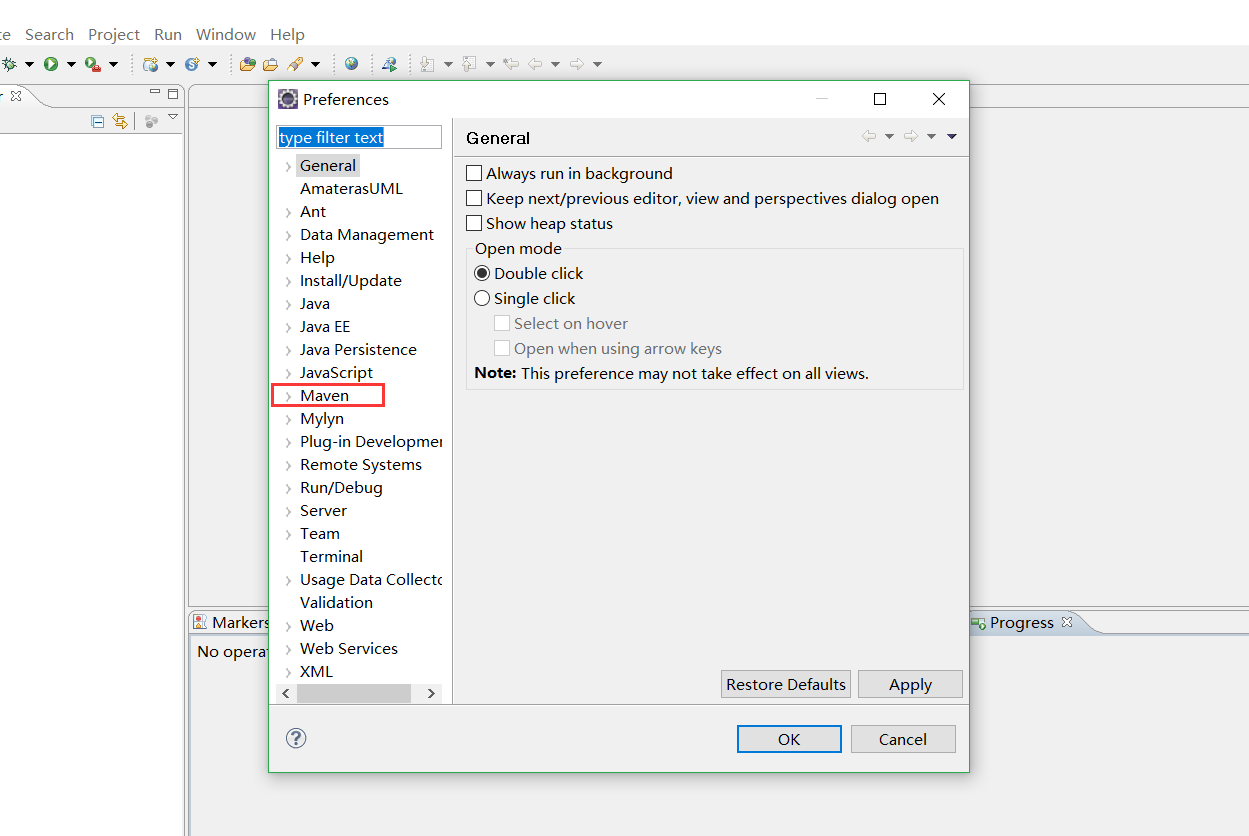 Search Project Run Window Help
Preferences
type filter text
General
AmaterasUML
Ant
Data Management
Help
Install/Update
Java
Java EE
Java Persistence
JavaScript
Maven
Mylyn
Plug-in Developmen
Remote Systems
Run/Debug
Server
Team
Terminal
Usage Data Collecto
Validation
Web
Web Services
XML
General
Always run in background
Keep next/previous editor, view and perspectives dialog open
Show heap status
Open mode
Double click
Single click
Select on hover
Open when using arrow keys
Note: This preference may not take effect on all views.
Restore Defaults Apply
OK Cancel
Markers
Progress
No opera